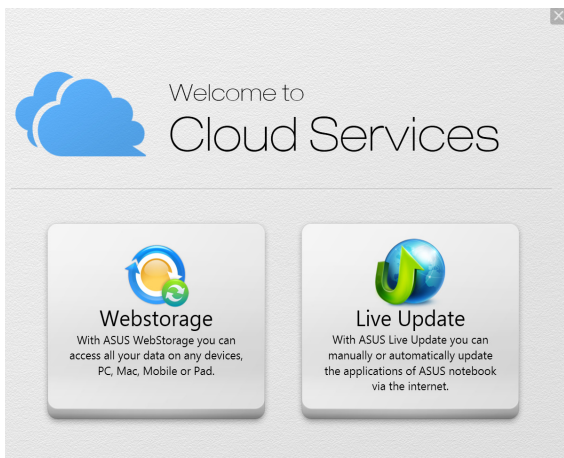 Welcome to
Cloud Services
Webstorage
With ASUS WebStorage you can
access all your data on any devices,
PC, Mac, Mobile or Pad.
Live Update
With ASUS Live Update you can
manually or automatically update
the applications of ASUS notebook
via the internet.